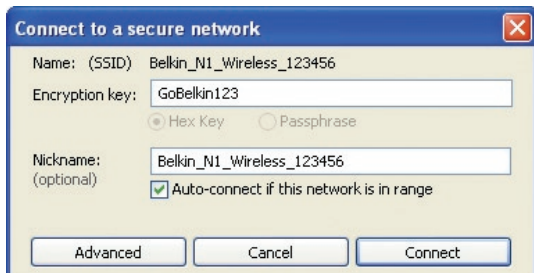 Connect to a secure network
Name: (SSID) Belkin_N1_Wireless_123456
Encryption key: GoBelkin123
Hex Key Passphrase
Nickname: Belkin_N1_Wireless_123456
(optional)
Auto-connect if this network is in range
Advanced Cancel Connect